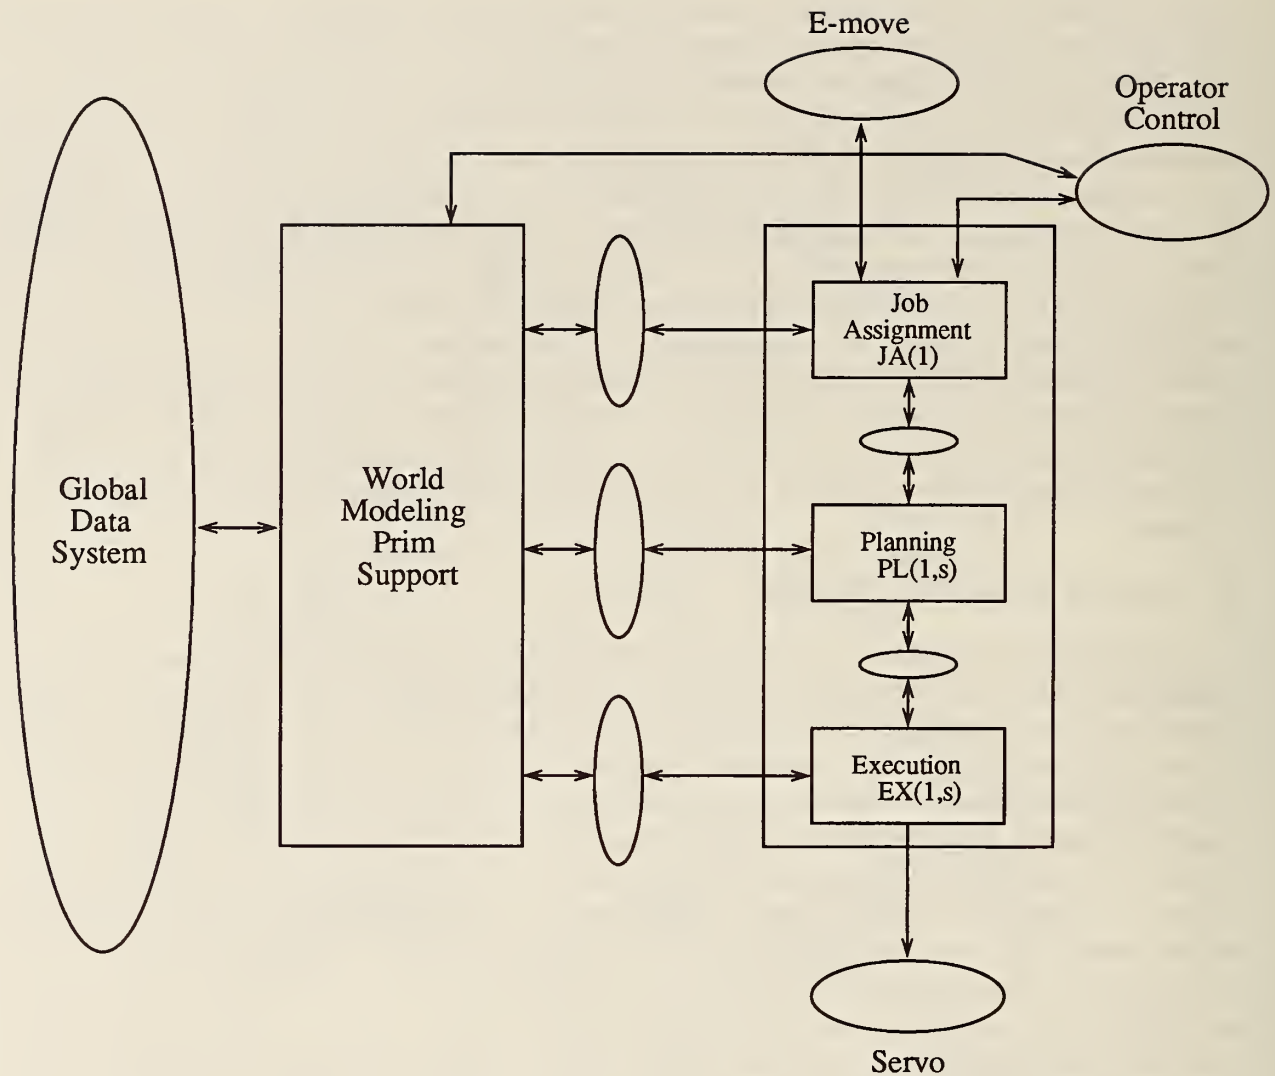 E-move
Operator
Control
Job
Assignment
JA(1)
Global
Data
System
World
Modeling
Prim
Support
Planning
PL(1,s)
Execution
EX(1,s)
Servo